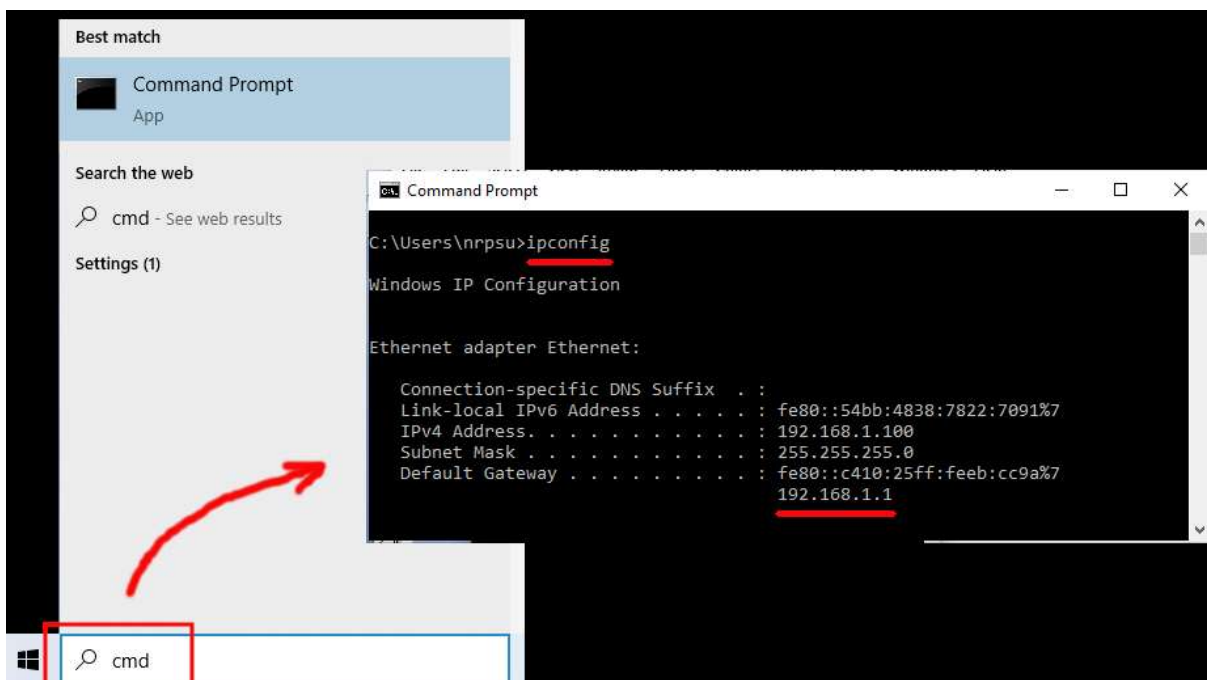 Best match
Command Prompt
App
Search the web
cmd - See web results
Settings (1)
Command Prompt
C:\Users\nrpsu>ipconfig
Windows IP Configuration
Ethernet adapter Ethernet:
Connection-specific DNS Suffix . :
Link-local IPv6 Address . . . . . : fe80::54bb:4838:7822:7091%7
IPv4 Address. . . . . . . . . . . : 192.168.1.100
Subnet Mask . . . . . . . . . . . : 255.255.255.0
Default Gateway . . . . . . . . . : fe80::c410:25ff:feeb:cc9a%7
192.168.1.1
cmd